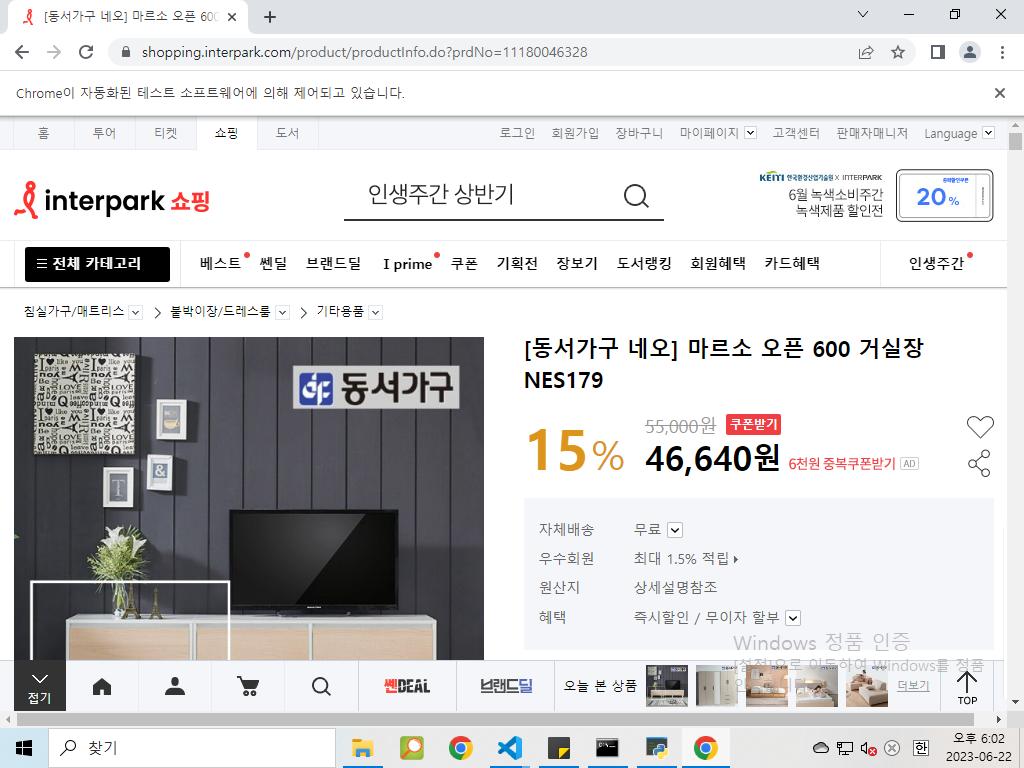 [동서가구 네오] 마르소 오픈 600
shopping.interpark.com/product/productInfo.do?prdNo=11180046328
Chrome이 자동화된 테스트 소프트웨어에 의해 제어되고 있습니다.
홈 투어 티켓 쇼핑 도서 로그인 회원가입 장바구니 마이페이지 고객센터 판매자매니저 Language
interpark 쇼핑
인생주간 상반기
KEITI 한국환경산업기술원 X INTERPARK
6월 녹색소비주간
녹색제품 할인전
중복할인쿠폰
20%
전체 카테고리 베스트 쎈딜 브랜드딜 I prime 쿠폰 기획전 장보기 도서랭킹 회원혜택 카드혜택 인생주간
침실가구/매트리스 붙박이장/드레스룸 기타용품
동서가구
T
&
[동서가구 네오] 마르소 오픈 600 거실장
NES179
15%
55,000원 쿠폰받기
46,640원 6천원 중복쿠폰받기 AD
자체배송 무료
우수회원 최대 1.5% 적립
원산지 상세설명참조
혜택 즉시할인 / 무이자 할부
Windows 정품 인증
[설정]으로 이동하여 Windows를 정품
접기
쎈DEAL
브랜드딜
오늘 본 상품
더보기
TOP
찾기
한
오후 6:02
2023-06-22